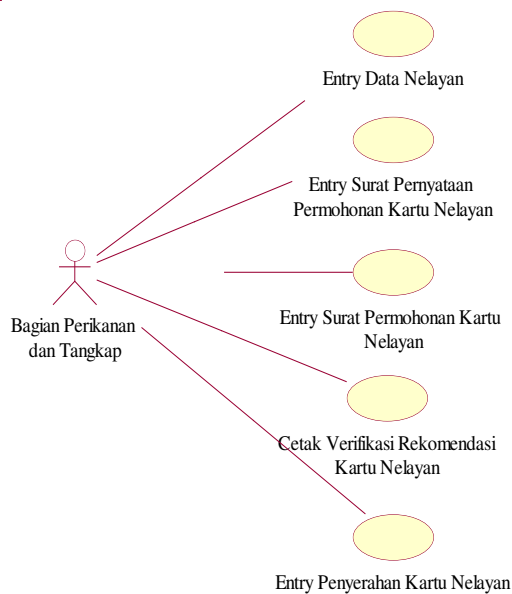 Entry Data Nelayan
Entry Surat Pernyataan
Permohonan Kartu Nelayan
Bagian Perikanan
dan Tangkap
Entry Surat Permohonan Kartu
Nelayan
Cetak Verifikasi Rekomendasi
Kartu Nelayan
Entry Penyerahan Kartu Nelayan